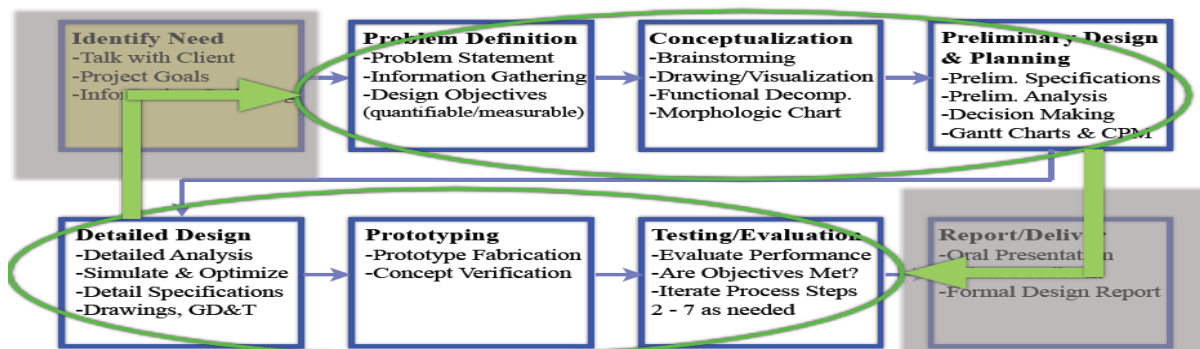 Identify Need
-Talk with Client
-Project Goals
Problem Definition
-Problem Statement
-Information Gathering
-Design Objectives
(quantifiable/measurable)
Conceptualization
-Brainstorming
-Drawing/Visualization
-Functional Decomp.
-Morphologic Chart
Preliminary Design
& Planning
-Prelim. Specifications
-Prelim. Analysis
-Decision Making
-Gantt Charts & CPM
Detailed Design
-Detailed Analysis
-Simulate & Optimize
-Detail Specifications
-Drawings, GD&T
Prototyping
-Prototype Fabrication
-Concept Verification
Testing/Evaluation
-Evaluate Performance
-Are Objectives Met?
-Iterate Process Steps
2 - 7 as needed
Report/Deliver
-Oral Presentation
-Formal Design Report